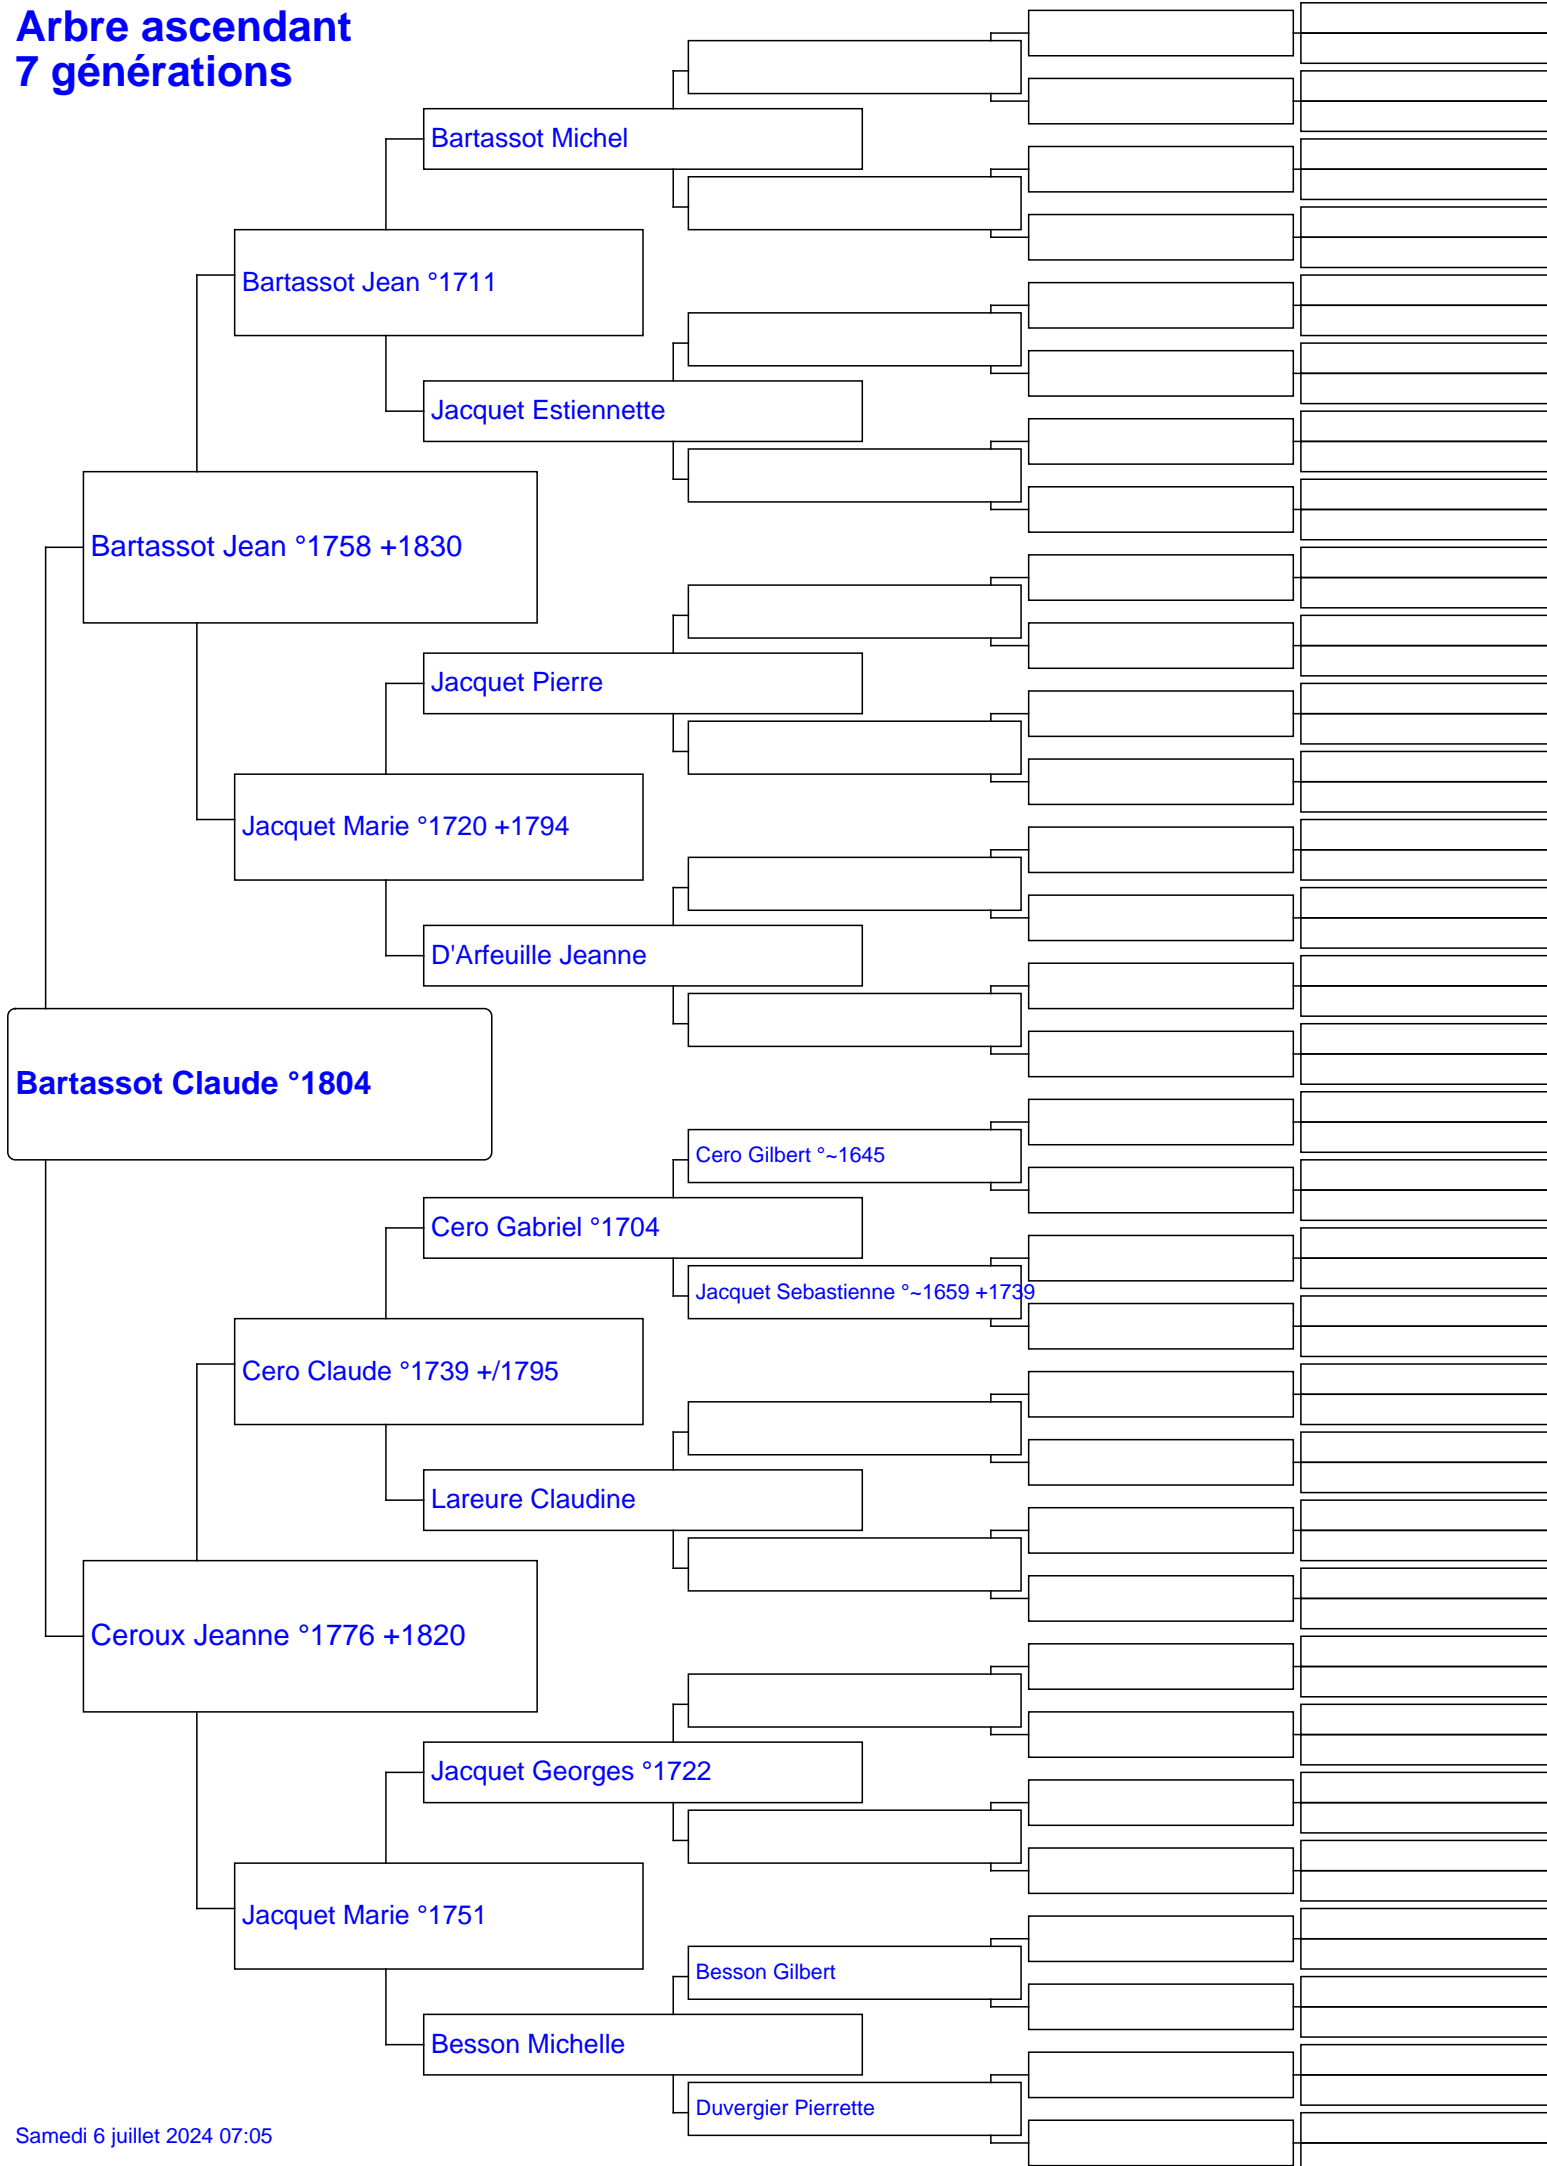 Arbre ascendant
7 générations
Bartassot Michel
Bartassot Jean °1711
Jacquet Estiennette
Bartassot Jean °1758 +1830
Jacquet Pierre
Jacquet Marie °1720 +1794
D'Arfeuille Jeanne
Bartassot Claude °1804
Cero Gilbert °~1645
Cero Gabriel °1704
Jacquet Sebastienne °~1659 +1739
Cero Claude °1739 +/1795
Lareure Claudine
Ceroux Jeanne °1776 +1820
Jacquet Georges °1722
Jacquet Marie °1751
Besson Gilbert
Besson Michelle
Duvergier Pierrette
Samedi 6 juillet 2024 07:05